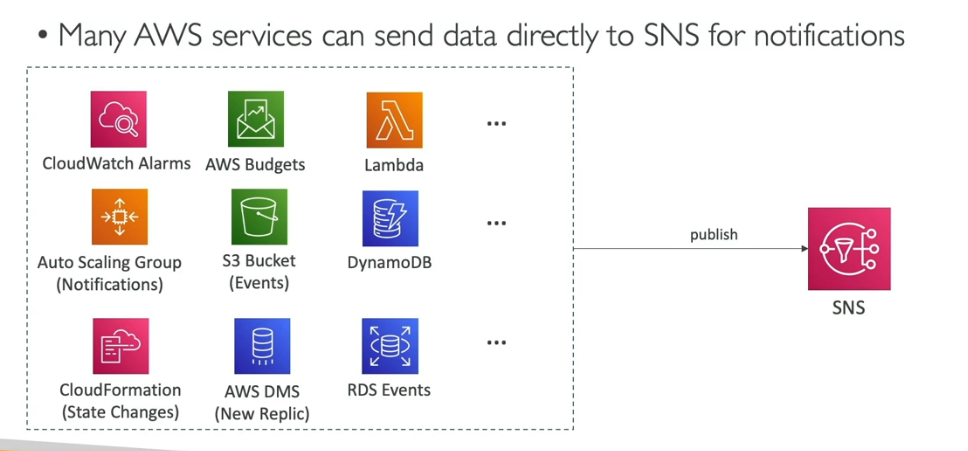 • Many AWS services can send data directly to SNS for notifications
CloudWatch Alarms
AWS Budgets
Lambda
...
Auto Scaling Group
(Notifications)
S3 Bucket
(Events)
DynamoDB
...
CloudFormation
(State Changes)
AWS DMS
(New Replic)
RDS Events
...
publish
SNS